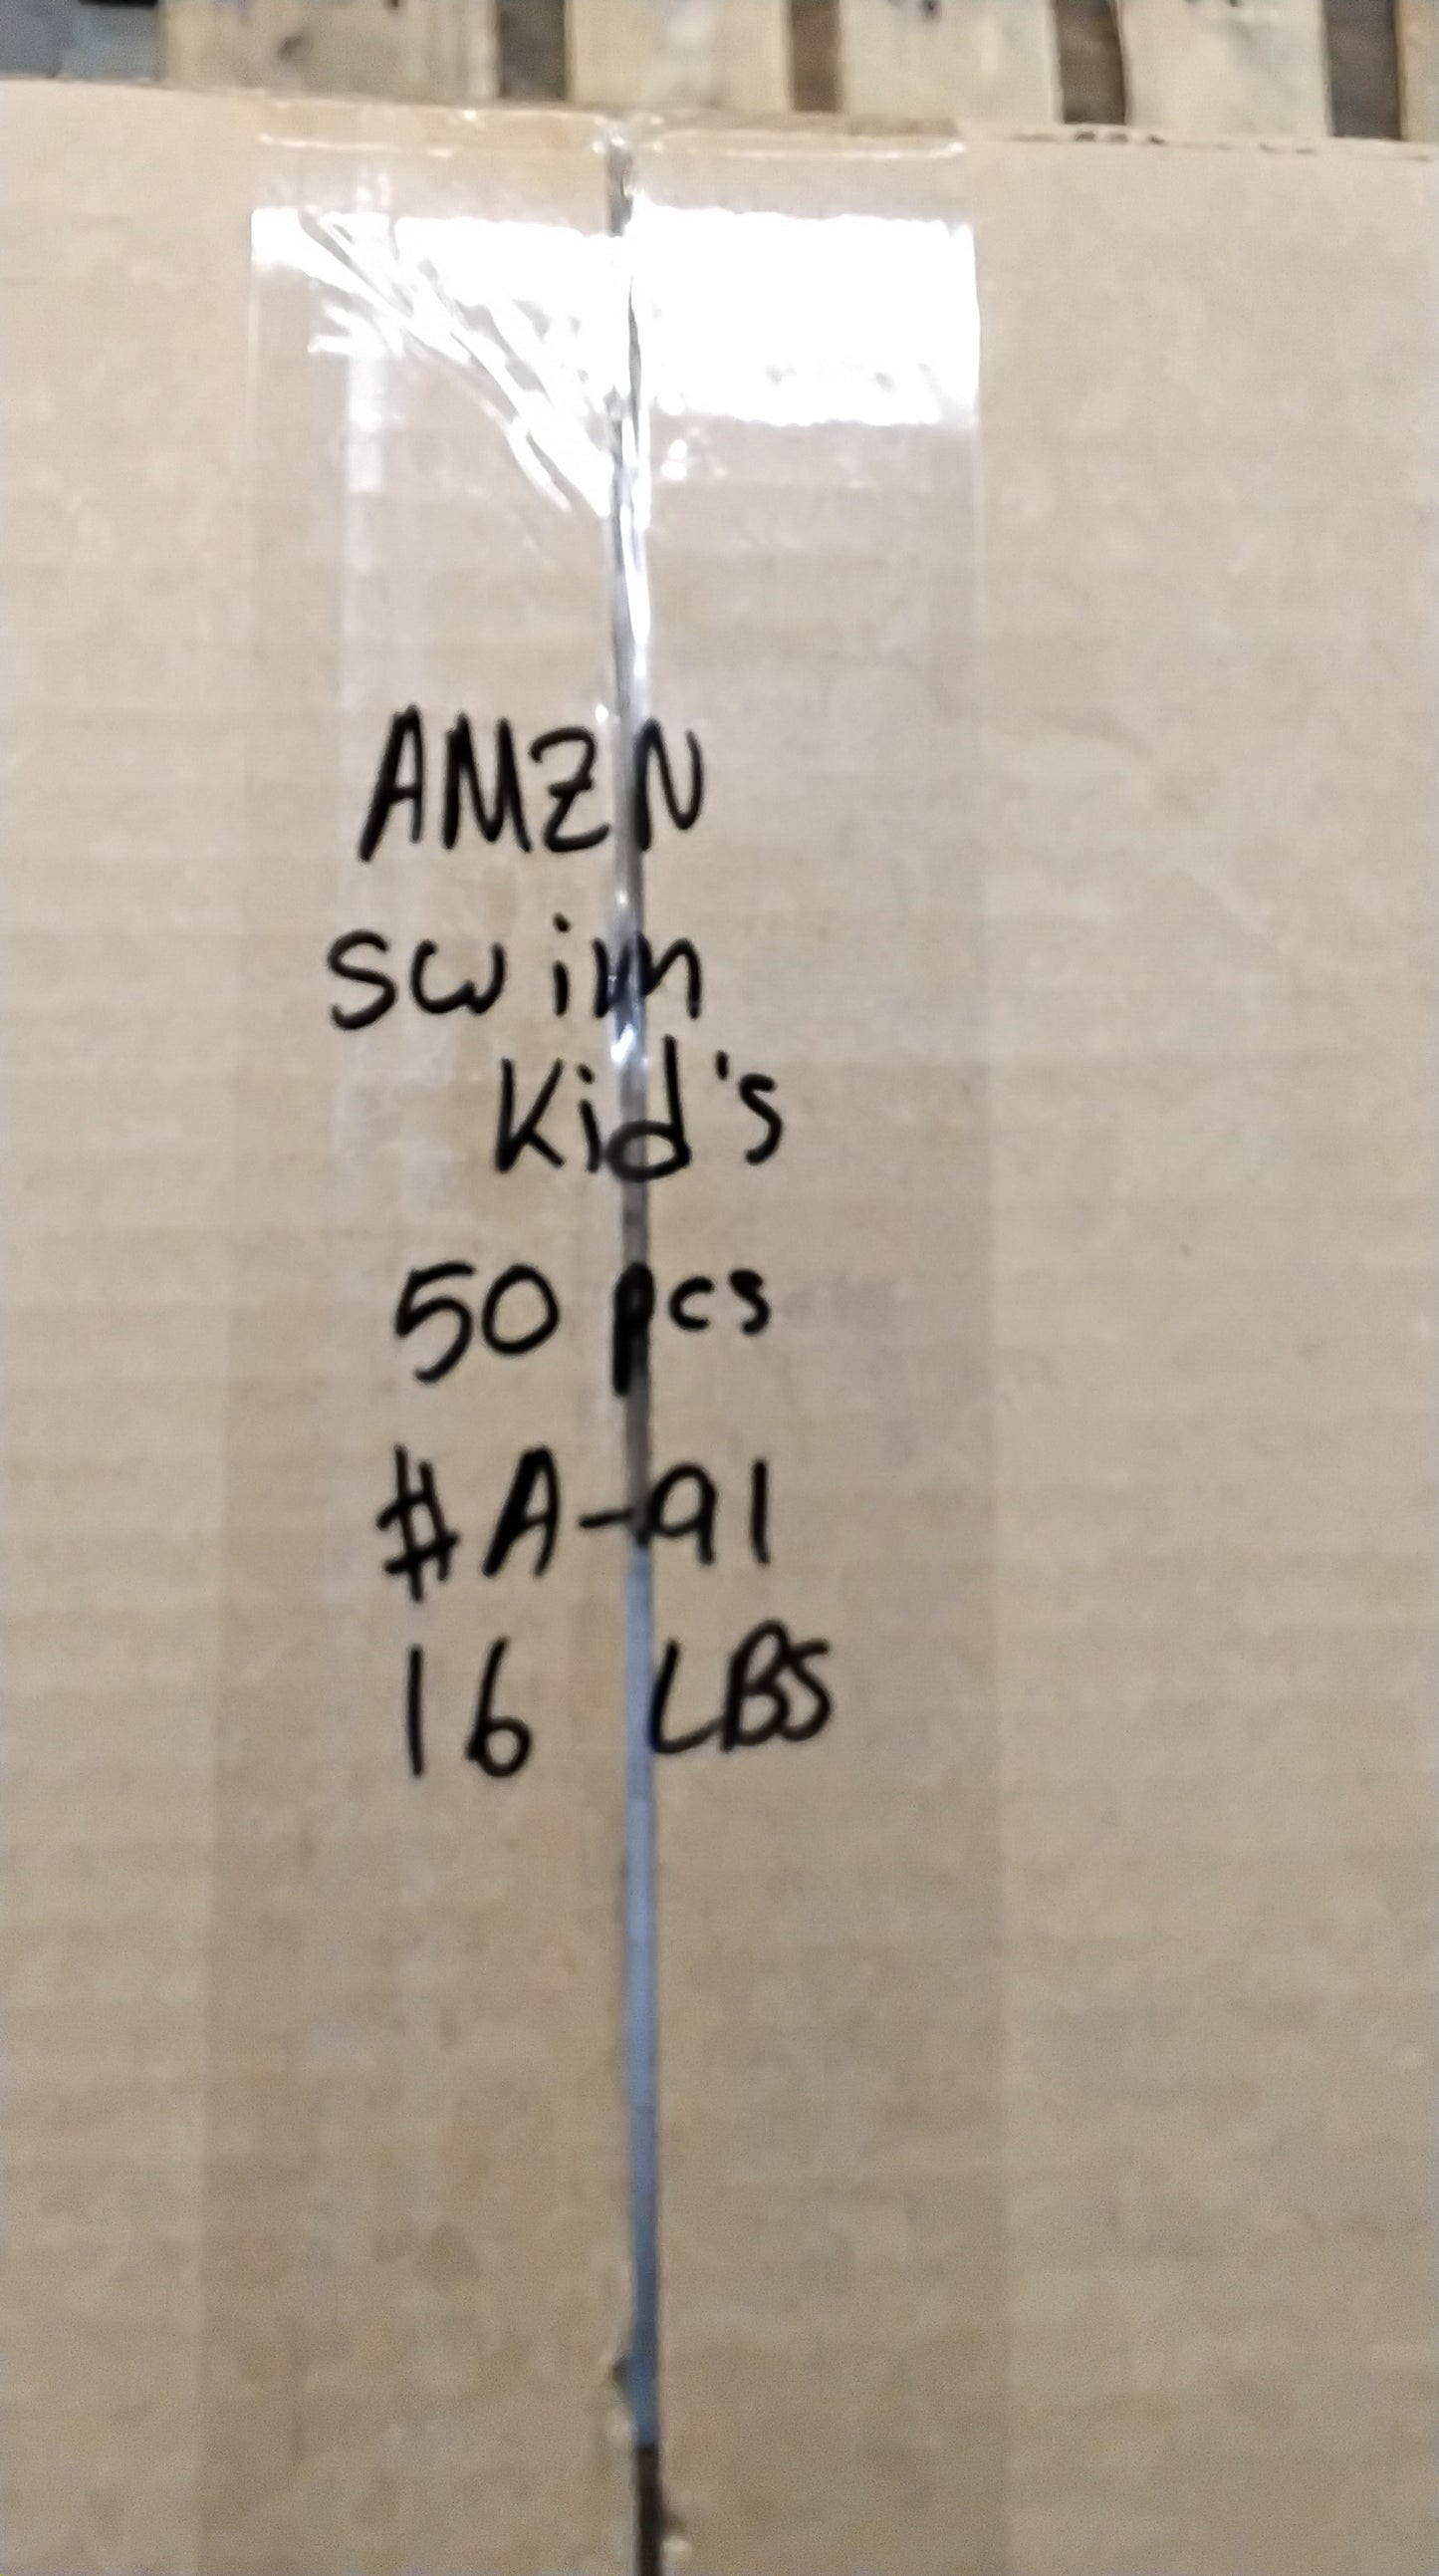 AMZN
swim
Kid's
50 pcs
#A-91
16 LBS